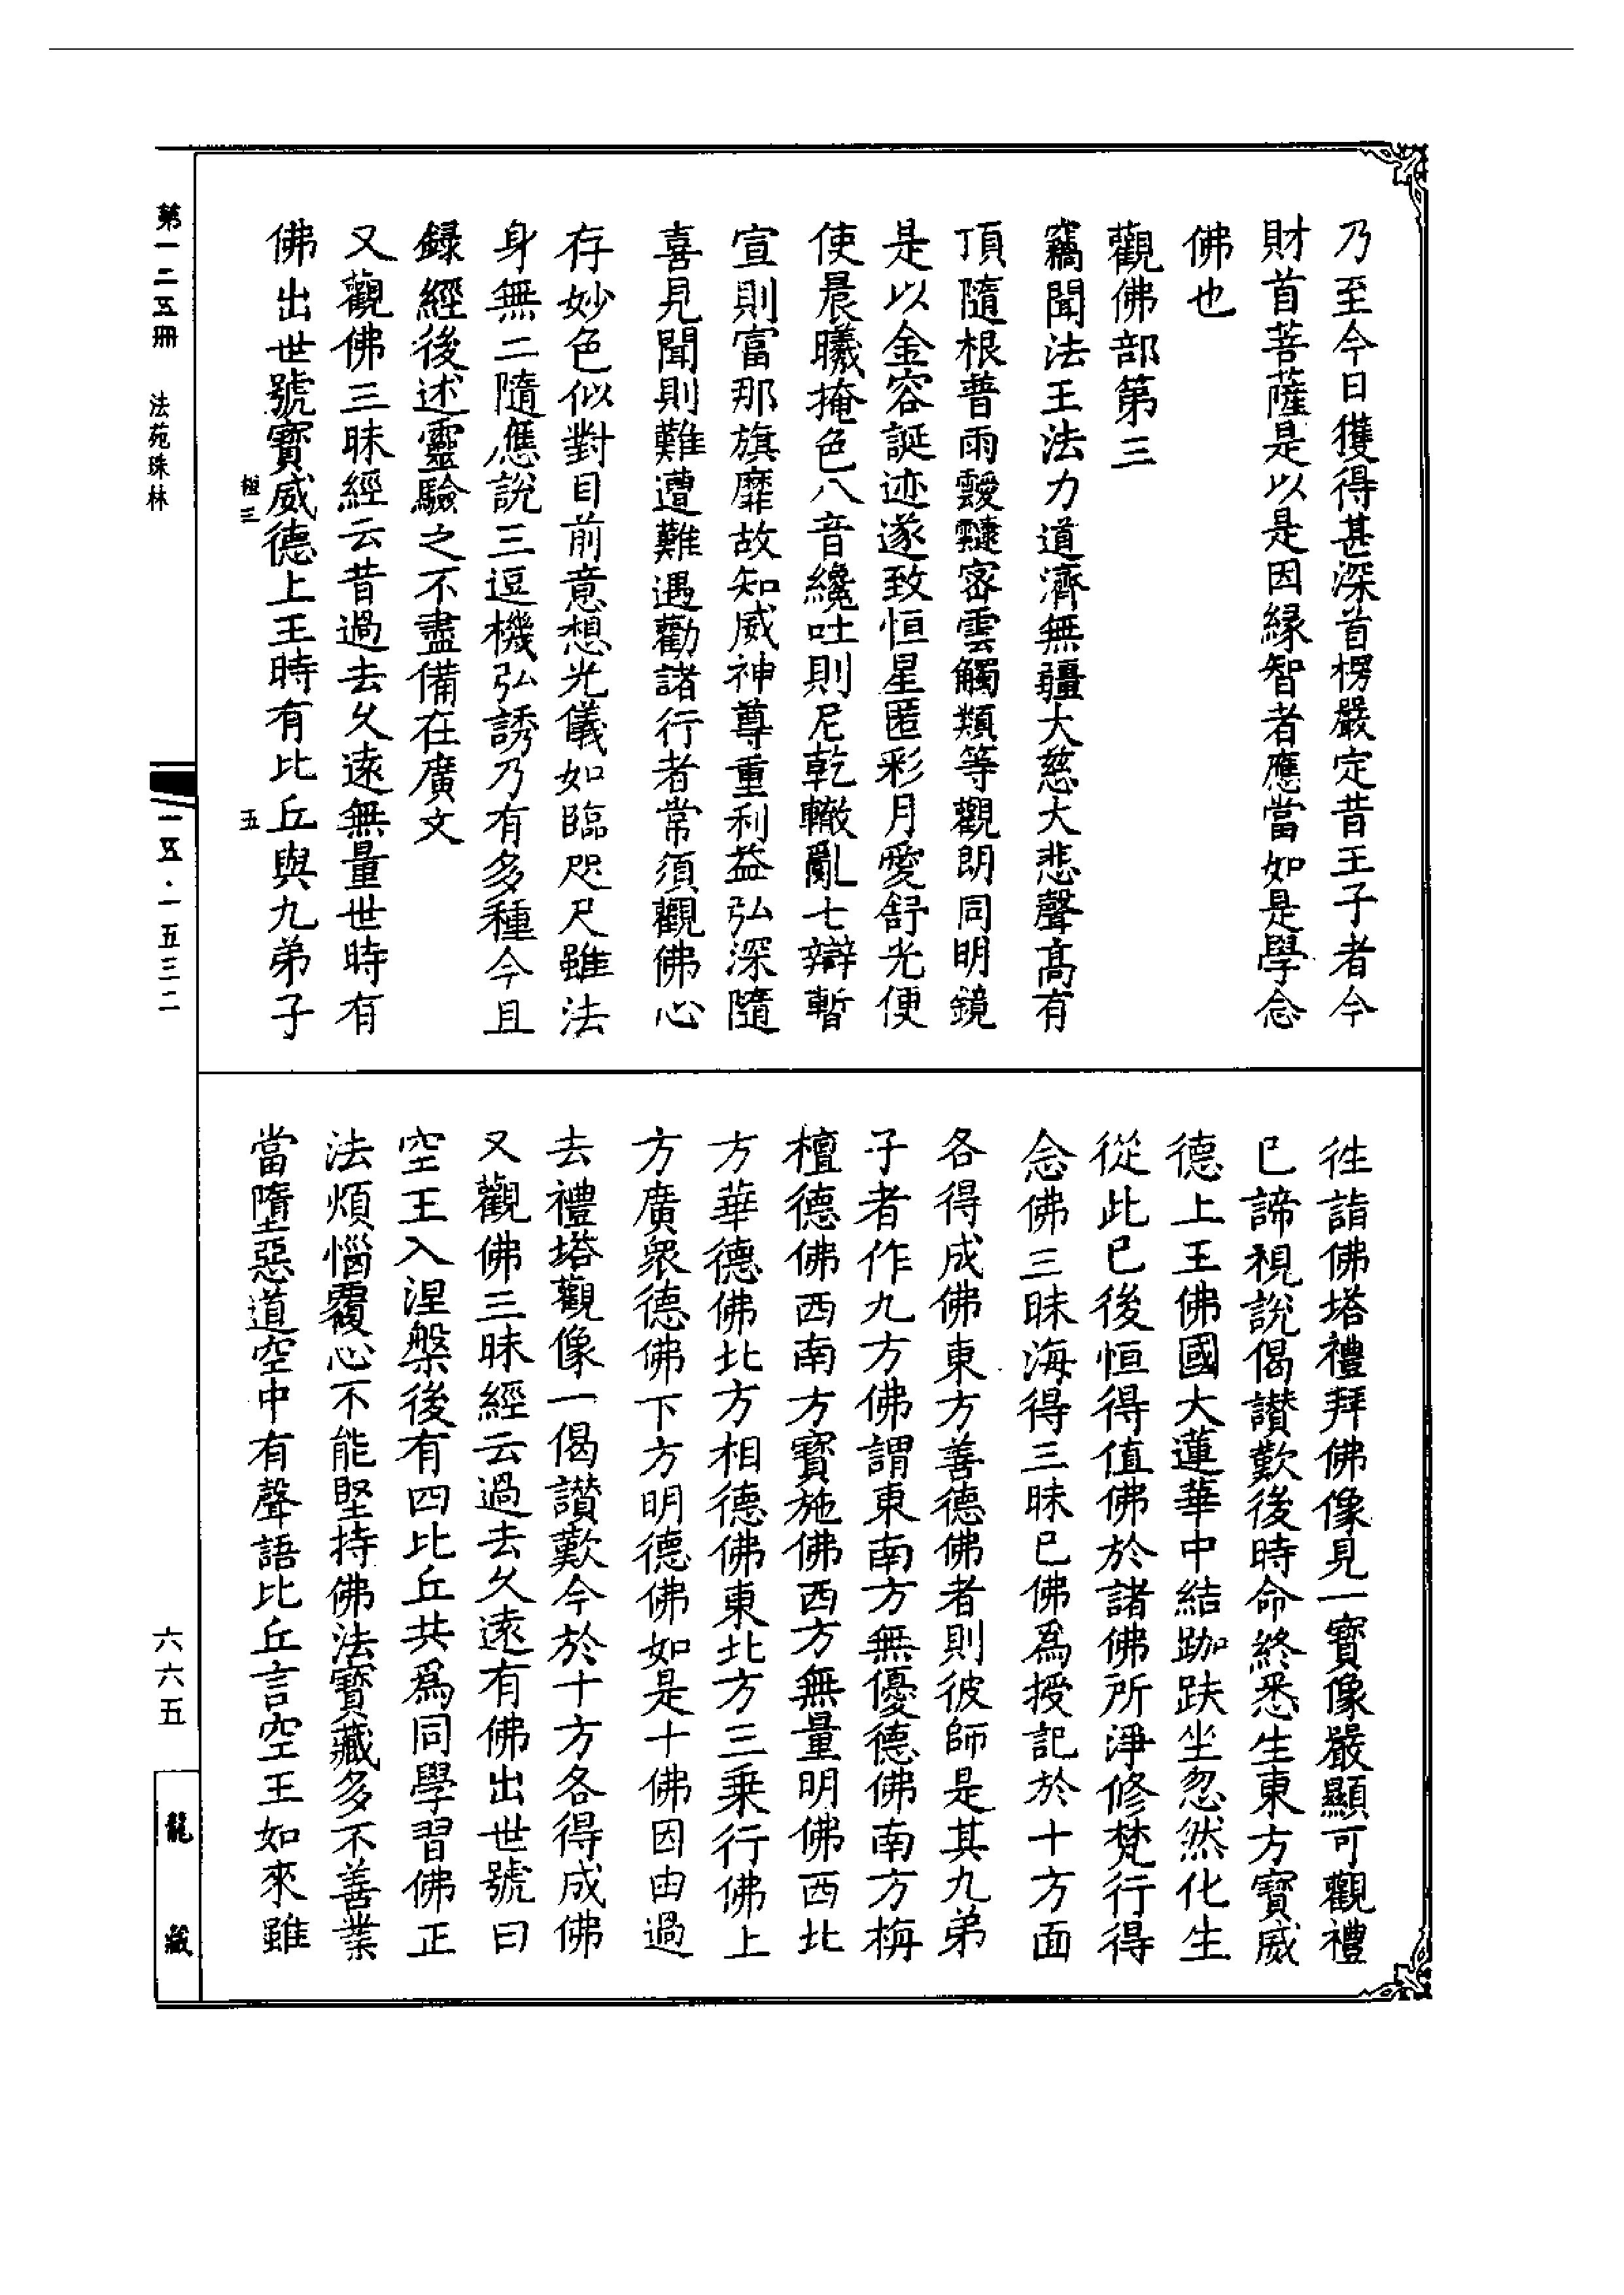 乃至今日獲得甚深首楞嚴定昔王子者今
財首菩薩是以是因緣智者應當如是學念
佛也
觀佛部第三
竊聞法王法力道濟無疆大慈大悲聲高有
頂隨根普雨靉靆密雲觸類等觀朗同明鏡
是以金容誕迹遂致恒星匿彩月愛舒光便
使晨曦掩色八音纔吐則尼乾轍亂七辯暫
宣則富那旗靡故知威神尊重利益弘深隨
喜見聞則難遭難遇勸諸行者常須觀佛心
存妙色似對目前意想光儀如臨咫尺雖法
身無二隨應說三逗機弘誘乃有多種今且
錄經後述靈驗之不盡備在廣文
又觀佛三昧經云昔過去久遠無量世時有
佛出世號寶威德上王時有比丘與九弟子
極三
五
往詣佛塔禮拜佛像見一寶像嚴顯可觀禮
已諦視說偈讚歎後時命終悉生東方寶威
德上王佛國大蓮華中結跏趺坐忽然化生
從此已後恒得值佛於諸佛所淨修梵行得
念佛三昧海得三昧已佛為授記於十方面
各得成佛東方善德佛者則彼師是其九弟
子者作九方佛謂東南方無優德佛南方栴
檀德佛西南方寶施佛西方無量明佛西北
方華德佛北方相德佛東北方三乘行佛上
方廣衆德佛下方明德佛如是十佛因由過
去禮塔觀像一偈讚歎今於十方各得成佛
又觀佛三昧經云過去久遠有佛出世號曰
空王入涅槃後有四比丘共爲同學習佛正
法煩惱覆心不能堅持佛法寶藏多不善業
當墮惡道空中有聲語比丘言空王如來雖
第一二五冊　法苑珠林
一五·一五三二
六六五
龍藏